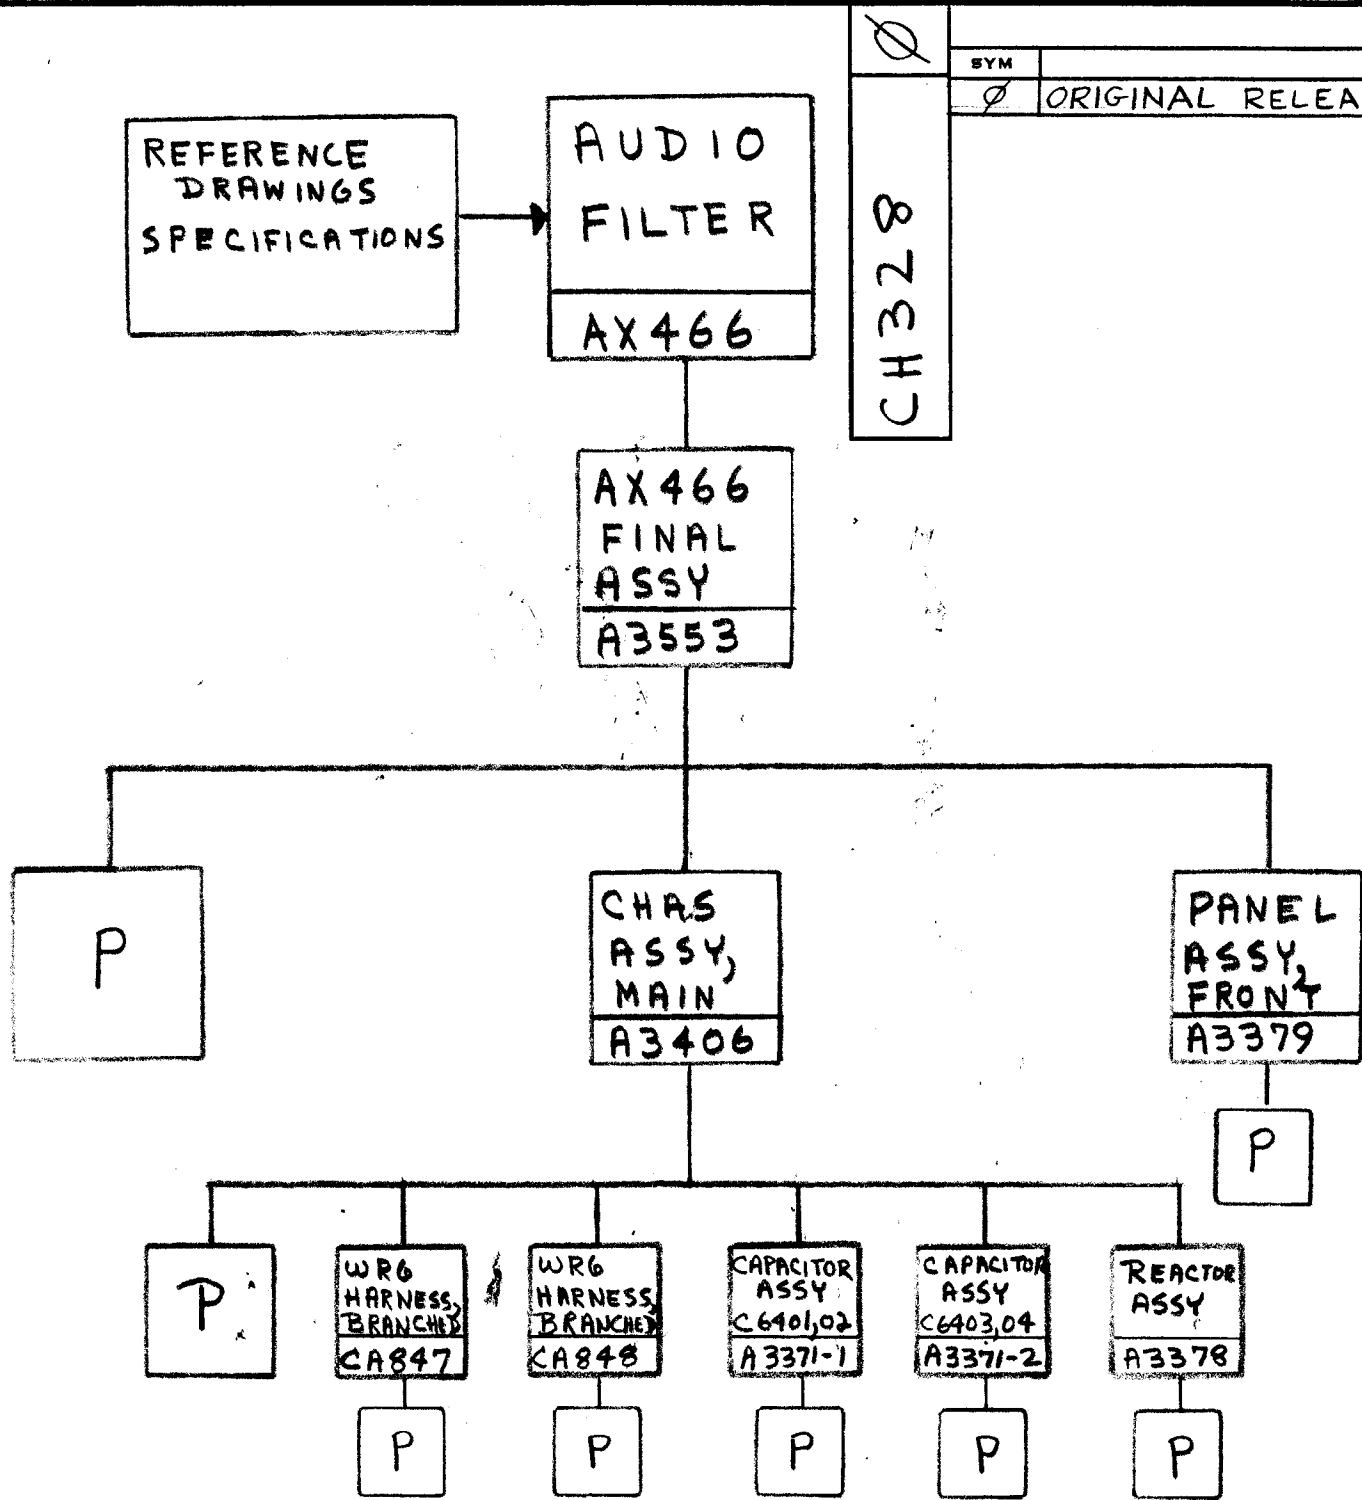 Ø
SYM
Ø ORIGINAL RELEA
CH328
REFERENCE
DRAWINGS
SPECIFICATIONS
AUDIO
FILTER
AX466
AX466
FINAL
ASSY
A3553
P
CHAS
ASSY,
MAIN
A3406
PANEL
ASSY,
FRONT
A3379
P
P
WRG
HARNESS,
BRANCHED
CA847
P
WRG
HARNESS,
BRANCHED
CA848
P
CAPACITOR
ASSY
C6401,02
A3371-1
P
CAPACITOR
ASSY
C6403,04
A3371-2
P
REACTOR
ASSY
A3378
P